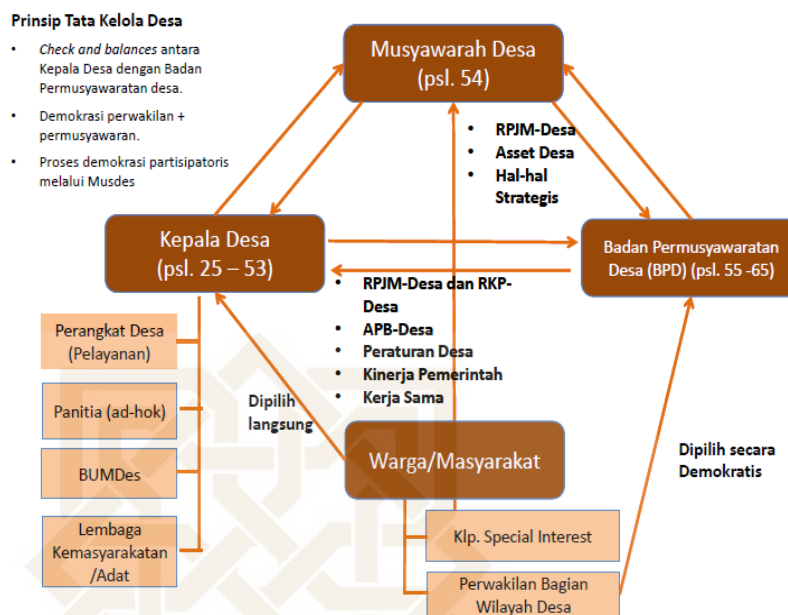 Prinsip Tata Kelola Desa
• Check and balances antara
Kepala Desa dengan Badan
Permusyawaratan desa.
• Demokrasi perwakilan +
permusyawaran.
• Proses demokrasi partisipatoris
melalui Musdes
Musyawarah Desa
(psl. 54)
• RPJM-Desa
• Asset Desa
• Hal-hal
Strategis
Kepala Desa
(psl. 25 – 53)
Badan Permusyawaratan
Desa (BPD) (psl. 55 -65)
• RPJM-Desa dan RKP-
Desa
• APB-Desa
• Peraturan Desa
• Kinerja Pemerintah
• Kerja Sama
Perangkat Desa
(Pelayanan)
Panitia (ad-hok)
BUMDes
Lembaga
Kemasyarakatan
/Adat
Dipilih
langsung
Warga/Masyarakat
Dipilih secara
Demokratis
Klp. Special Interest
Perwakilan Bagian
Wilayah Desa